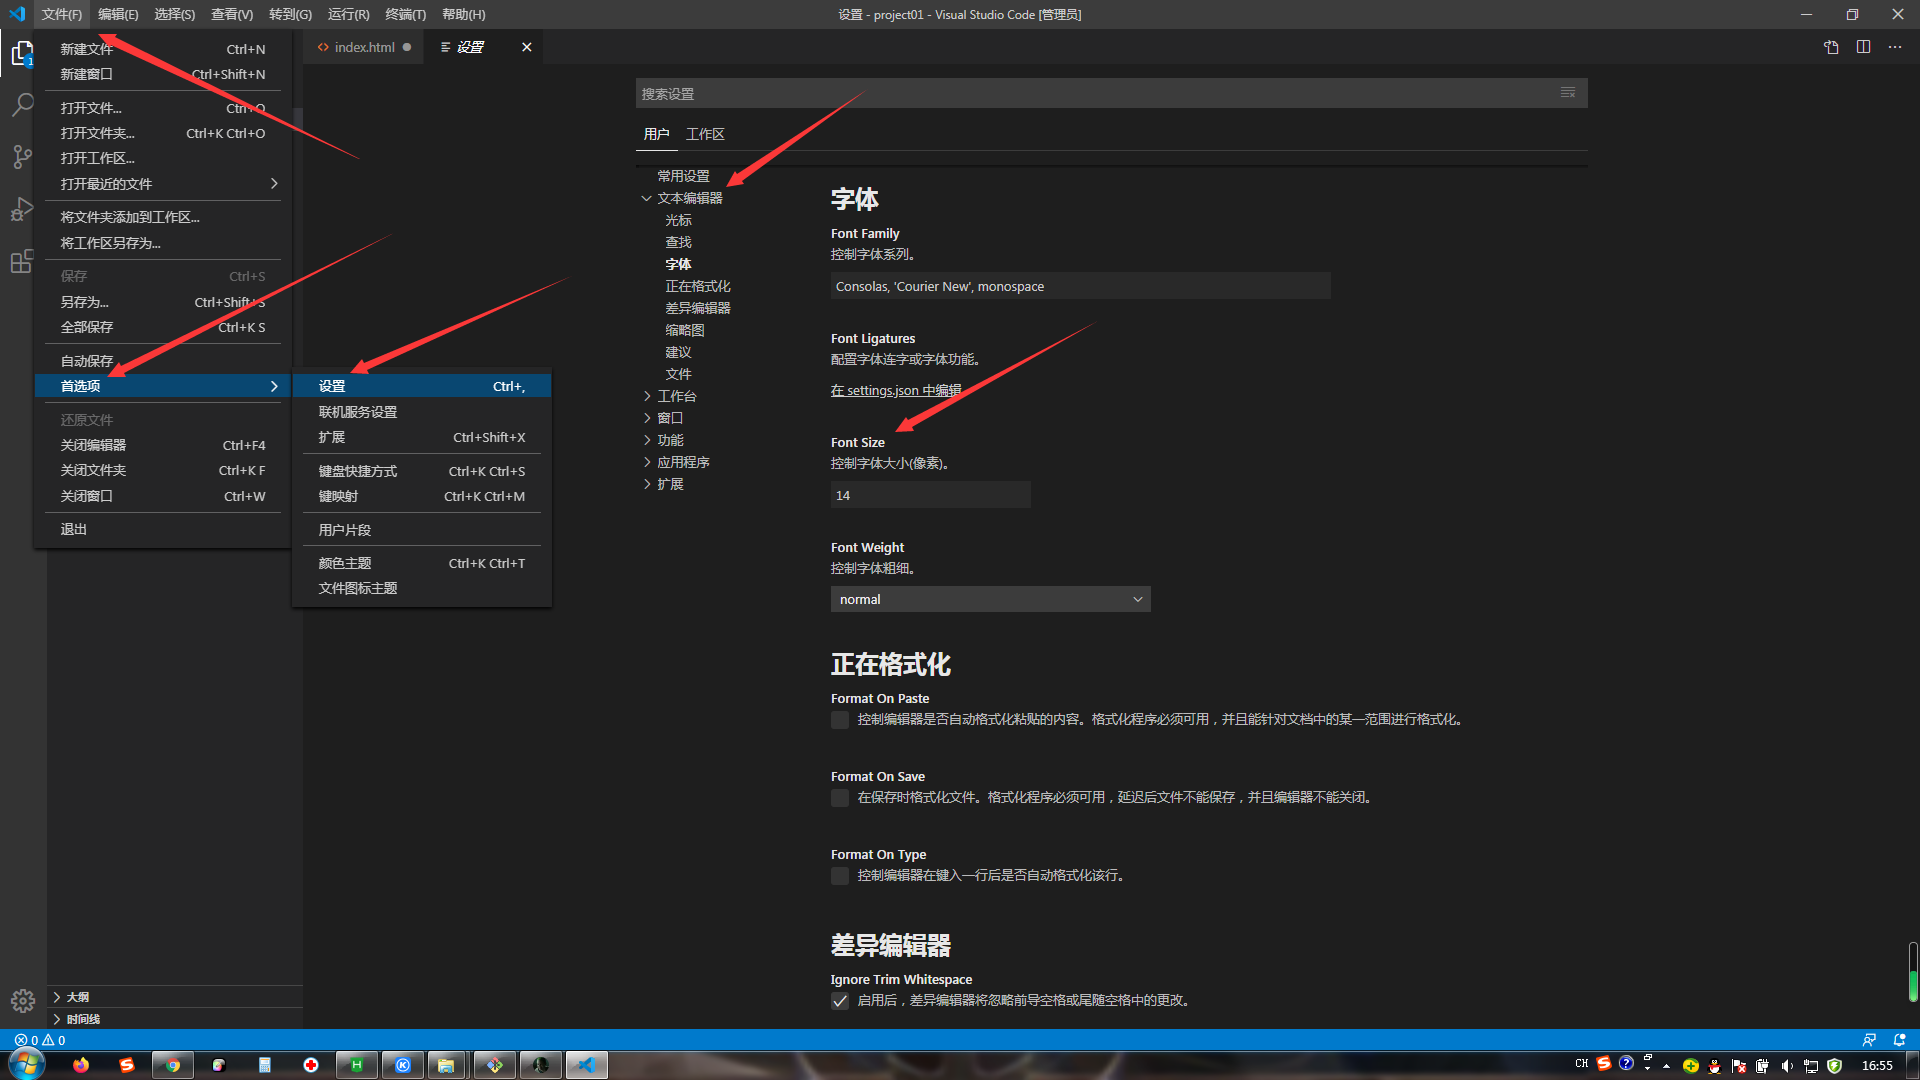 文件(F) 编辑(E) 选择(S) 查看(V) 转到(G) 运行(R) 终端(T) 帮助(H)
设置 - project01 - Visual Studio Code [管理员]
新建文件 Ctrl+N
新建窗口 Ctrl+Shift+N
打开文件... Ctrl+O
打开文件夹... Ctrl+K Ctrl+O
打开工作区...
打开最近的文件
将文件夹添加到工作区...
将工作区另存为...
保存 Ctrl+S
另存为... Ctrl+Shift+S
全部保存 Ctrl+K S
自动保存
首选项
还原文件
关闭编辑器 Ctrl+F4
关闭文件夹 Ctrl+K F
关闭窗口 Ctrl+W
退出
设置 Ctrl+,
联机服务设置
扩展 Ctrl+Shift+X
键盘快捷方式 Ctrl+K Ctrl+S
键映射 Ctrl+K Ctrl+M
用户片段
颜色主题 Ctrl+K Ctrl+T
文件图标主题
index.html
设置
搜索设置
用户 工作区
常用设置
文本编辑器
光标
查找
字体
正在格式化
差异编辑器
缩略图
建议
文件
工作台
窗口
功能
应用程序
扩展
字体
Font Family
控制字体系列。
Consolas, 'Courier New', monospace
Font Ligatures
配置字体连字或字体功能。
在 settings.json 中编辑
Font Size
控制字体大小(像素)。
14
Font Weight
控制字体粗细。
normal
正在格式化
Format On Paste
控制编辑器是否自动格式化粘贴的内容。格式化程序必须可用，并且能针对文档中的某一范围进行格式化。
Format On Save
在保存时格式化文件。格式化程序必须可用，延迟后文件不能保存，并且编辑器不能关闭。
Format On Type
控制编辑器在键入一行后是否自动格式化该行。
差异编辑器
Ignore Trim Whitespace
启用后，差异编辑器将忽略前导空格或尾随空格中的更改。
1
大纲
时间线
0 0
CH
16:55